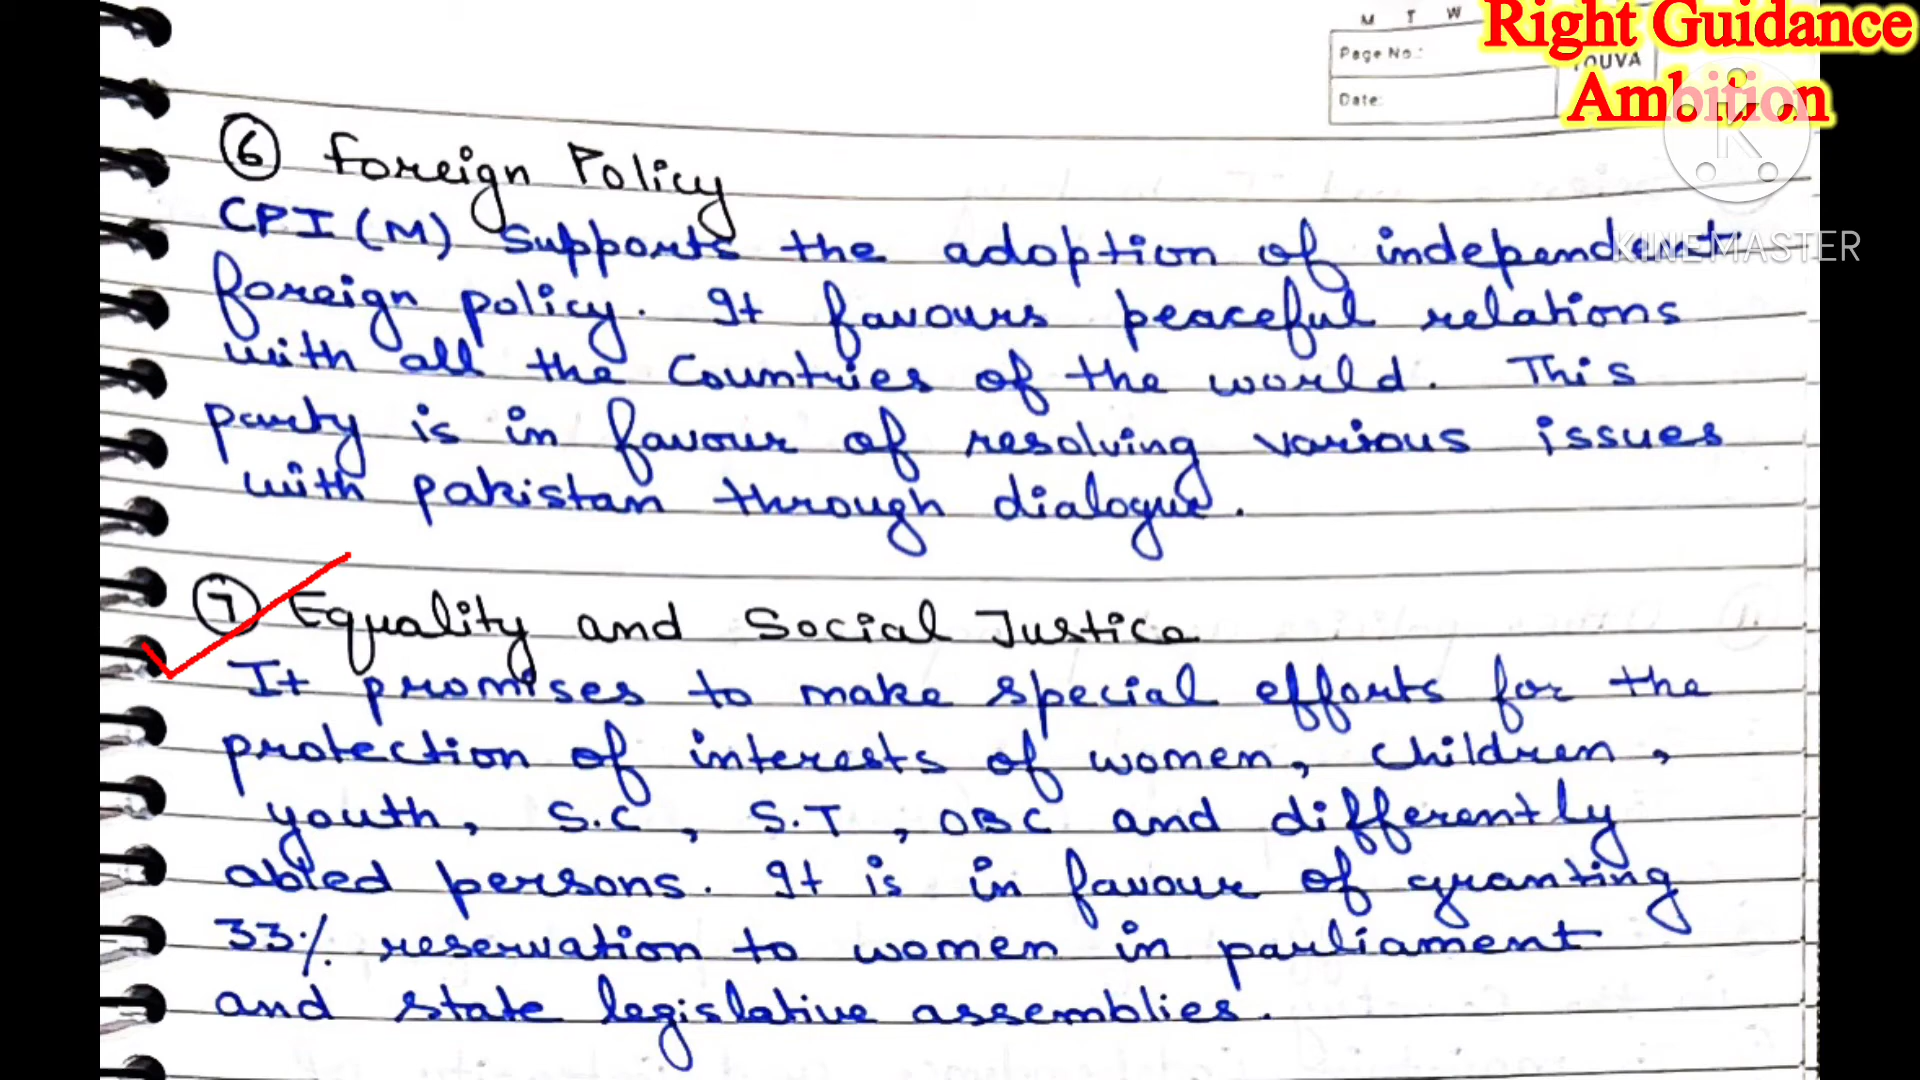 M T W
Page No.:
YOUVA
Date:
Right Guidance
Ambition
K
KINEMASTER
6 Foreign Policy
CPI (M) supports the adoption of independent
foreign policy. It favours peaceful relations
with all the countries of the world. This
party is in favour of resolving various issues
with pakistan through dialogue.
7 Equality and Social Justice
It promises to make special efforts for the
protection of interests of women, children,
youth, S.C, S.T, OBC and differently
abled persons. It is in favour of granting
33% reservation to women in parliament
and state legislative assemblies.